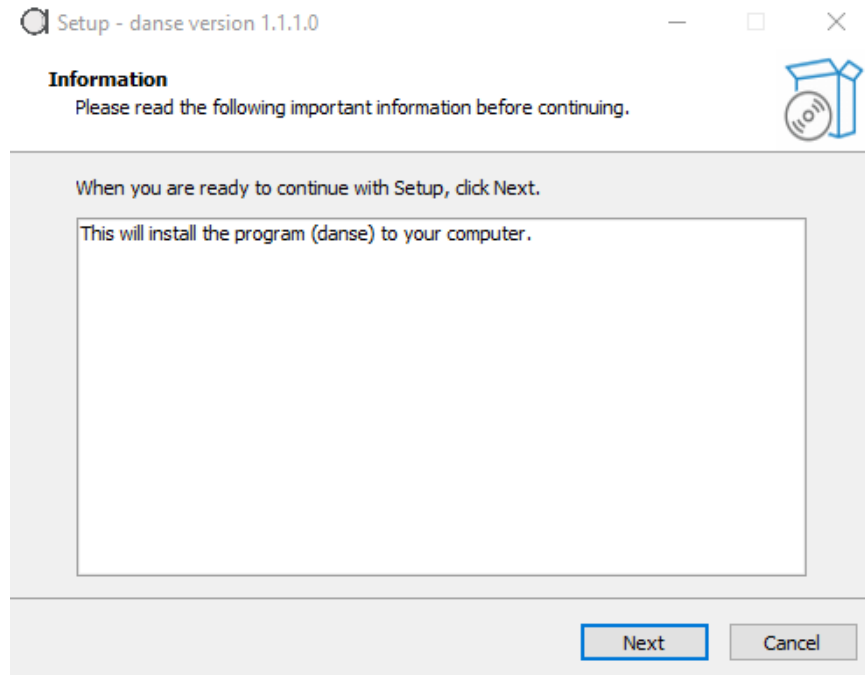 Setup - danse version 1.1.1.0
Information
Please read the following important information before continuing.
When you are ready to continue with Setup, click Next.
This will install the program (danse) to your computer.
Next
Cancel